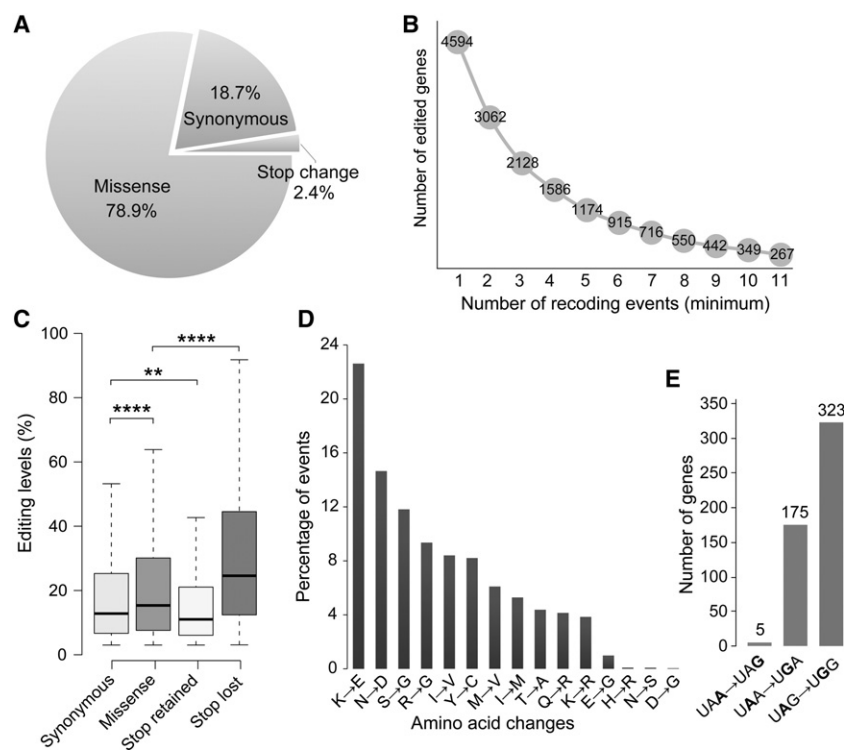 A
18.7%
Synonymous
Stop change
2.4%
Missense
78.9%
B
Number of edited genes
4594
3062
2128
1586
1174
915
716
550
442
349
267
1 2 3 4 5 6 7 8 9 10 11
Number of recoding events (minimum)
C
Editing levels (%)
100
80
60
40
20
0
****
**
****
Synonymous
Missense
Stop retained
Stop lost
D
Percentage of events
24
20
16
12
8
4
0
K→E
N→D
S→G
R→G
I→V
Y→C
M→V
I→M
T→A
Q→R
K→R
E→G
H→R
N→S
D→G
Amino acid changes
E
Number of genes
350
300
250
200
150
100
50
0
5
175
323
UAA→UAG
UAA→UGA
UAG→UGG